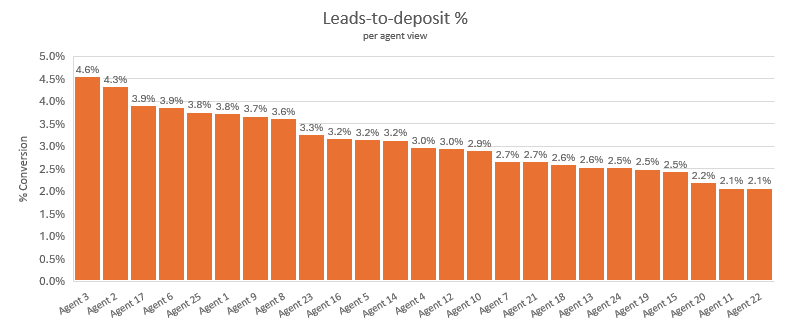 Leads-to-deposit %
per agent view
% Conversion
5.0%
4.5%
4.0%
3.5%
3.0%
2.5%
2.0%
1.5%
1.0%
0.5%
0.0%
4.6%
4.3%
3.9%
3.9%
3.8%
3.8%
3.7%
3.6%
3.3%
3.2%
3.2%
3.2%
3.0%
3.0%
2.9%
2.7%
2.7%
2.6%
2.6%
2.5%
2.5%
2.5%
2.2%
2.1%
2.1%
Agent 3
Agent 2
Agent 17
Agent 6
Agent 25
Agent 1
Agent 9
Agent 8
Agent 23
Agent 16
Agent 5
Agent 14
Agent 4
Agent 12
Agent 10
Agent 7
Agent 21
Agent 18
Agent 13
Agent 24
Agent 19
Agent 15
Agent 20
Agent 11
Agent 22